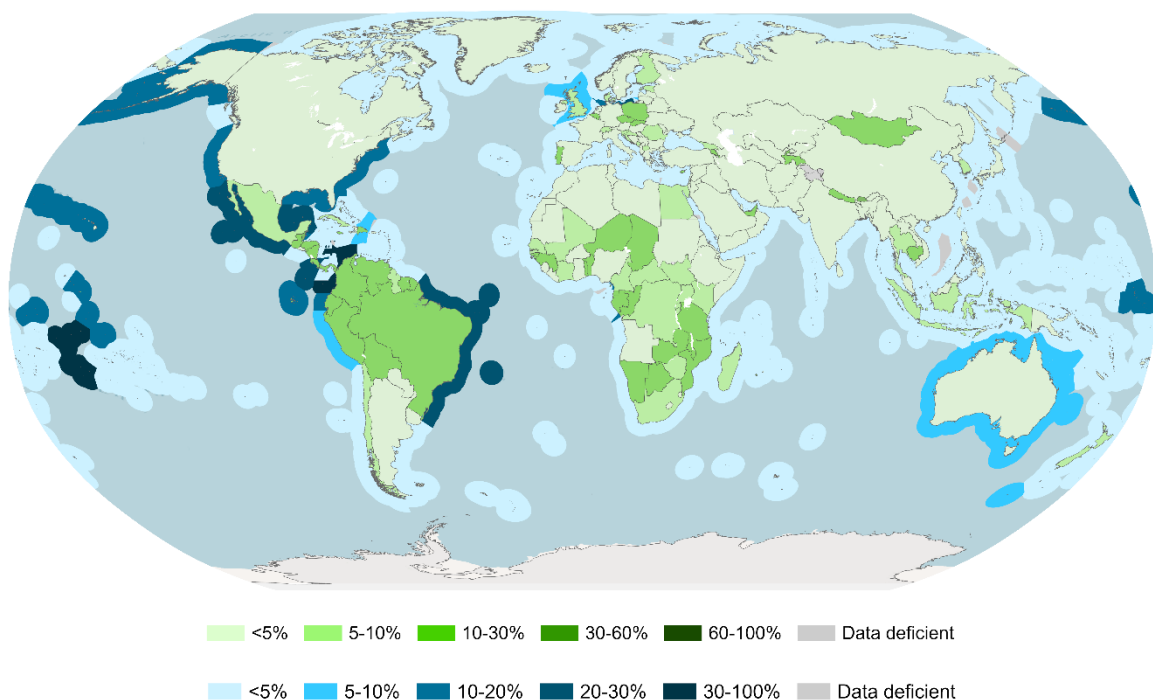 <5% 5-10% 10-30% 30-60% 60-100% Data deficient
<5% 5-10% 10-20% 20-30% 30-100% Data deficient